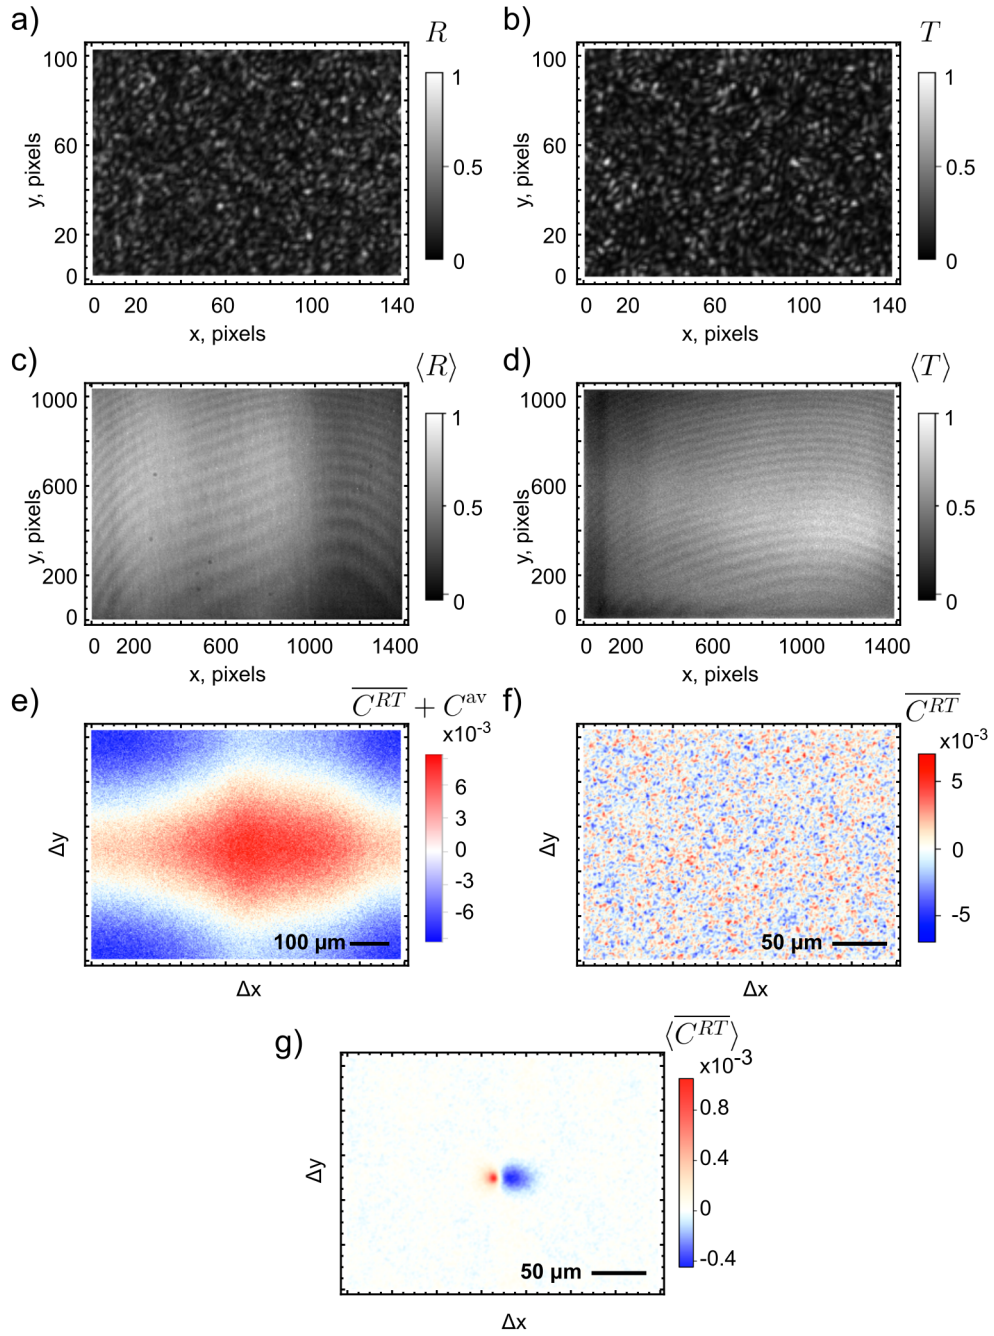 a) R
100
60
20
0
y, pixels
0 20 60 100 140
x, pixels
1
0.5
0
b) T
100
60
20
0
y, pixels
0 20 60 100 140
x, pixels
1
0.5
0
c) ⟨R⟩
1000
600
200
0
y, pixels
0 200 600 1000 1400
x, pixels
1
0.5
0
d) ⟨T⟩
1000
600
200
0
y, pixels
0 200 600 1000 1400
x, pixels
1
0.5
0
e) \overline{C^{RT}} + C^{av}
x10⁻³
6
3
0
-3
-6
Δy
100 µm
Δx
f) \overline{C^{RT}}
x10⁻³
5
0
-5
Δy
50 µm
Δx
g) ⟨\overline{C^{RT}}⟩
x10⁻³
0.8
0.4
0
-0.4
Δy
50 µm
Δx